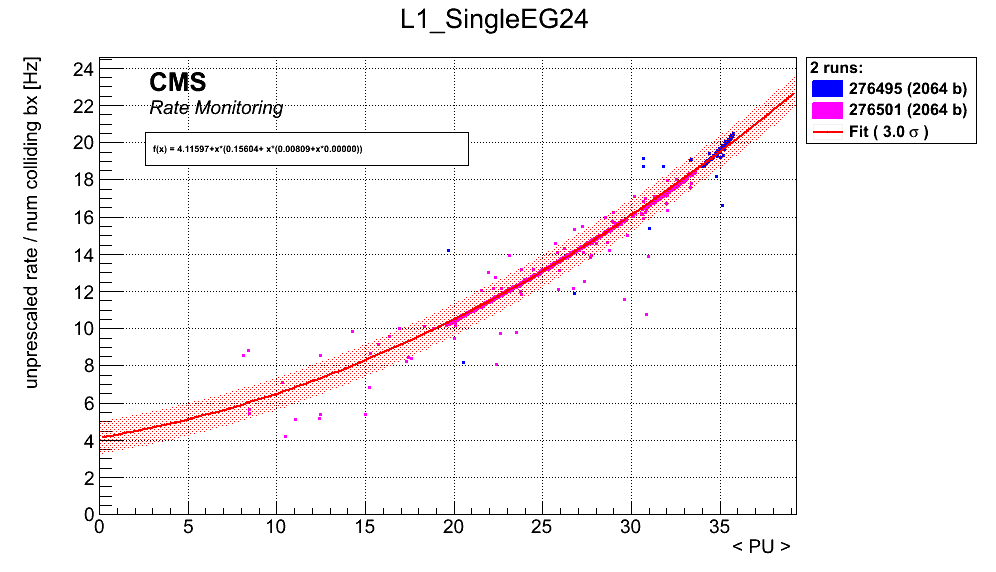 L1_SingleEG24
unprescaled rate / num colliding bx [Hz]
24
22
20
18
16
14
12
10
8
6
4
2
0
CMS
Rate Monitoring
f(x) = 4.11597+x*(0.15604+ x*(0.00809+x*0.00000))
0 5 10 15 20 25 30 35
< PU >
2 runs:
276495 (2064 b)
276501 (2064 b)
Fit ( 3.0 σ )